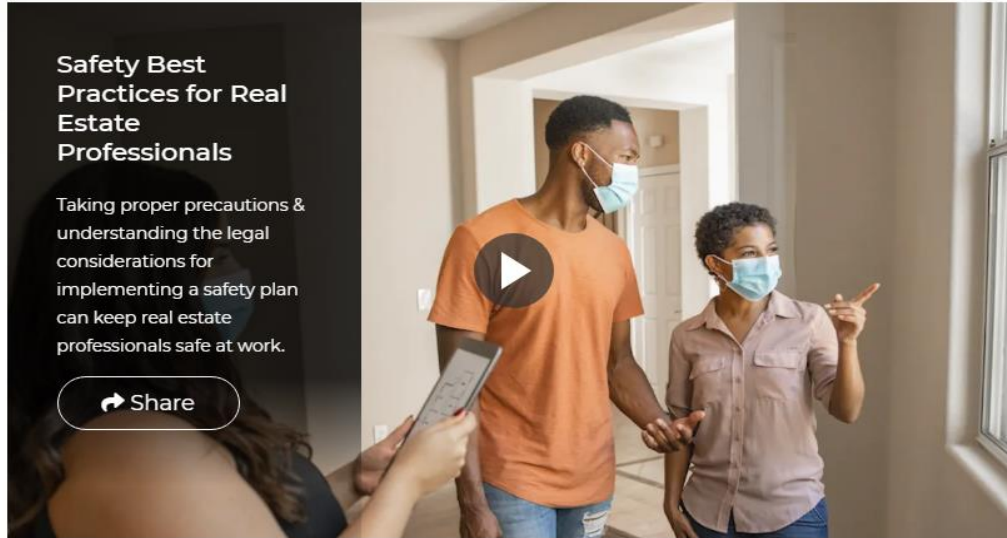 Safety Best
Practices for Real
Estate
Professionals
Taking proper precautions &
understanding the legal
considerations for
implementing a safety plan
can keep real estate
professionals safe at work.
Share